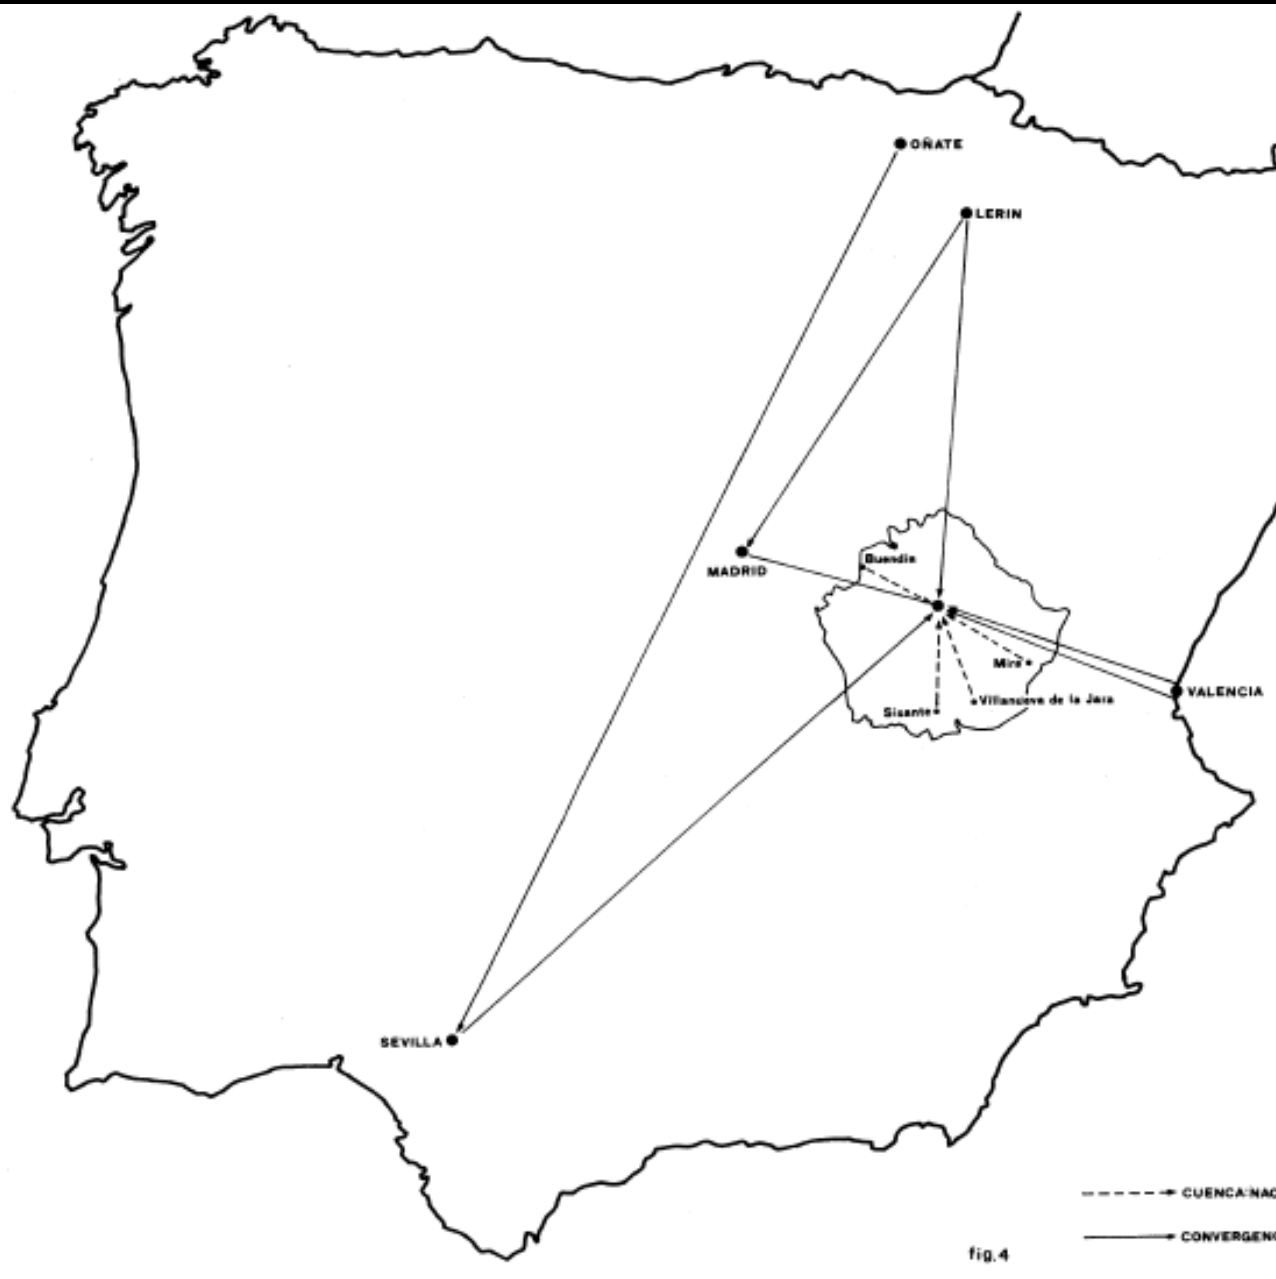 OÑATE
LERIN
Buendia
MADRID
Mira
VALENCIA
Villanueva de la Jara
Sisante
SEVILLA
CUENCA:NAC
CONVERGENC
fig.4